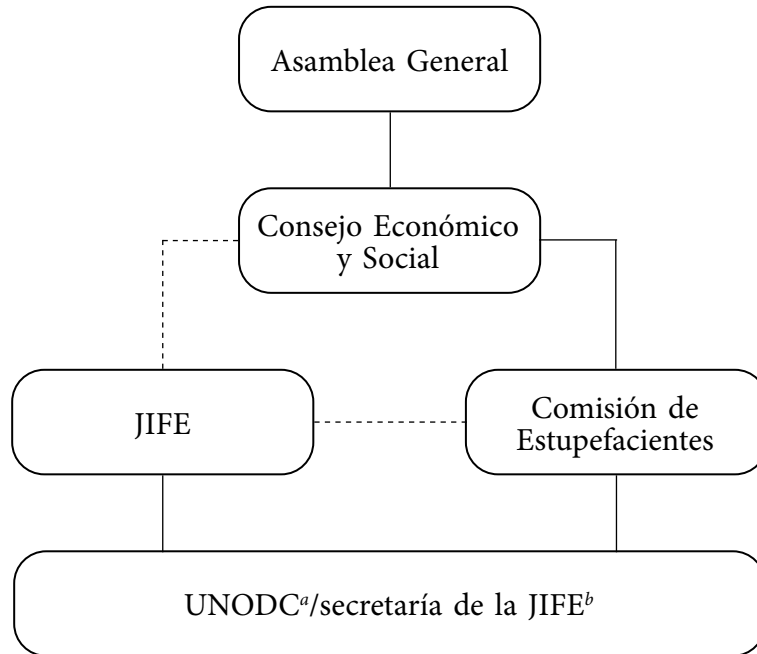 Asamblea General
Consejo Económico
y Social
JIFE
Comisión de
Estupefacientes
UNODCa/secretaría de la JIFEb